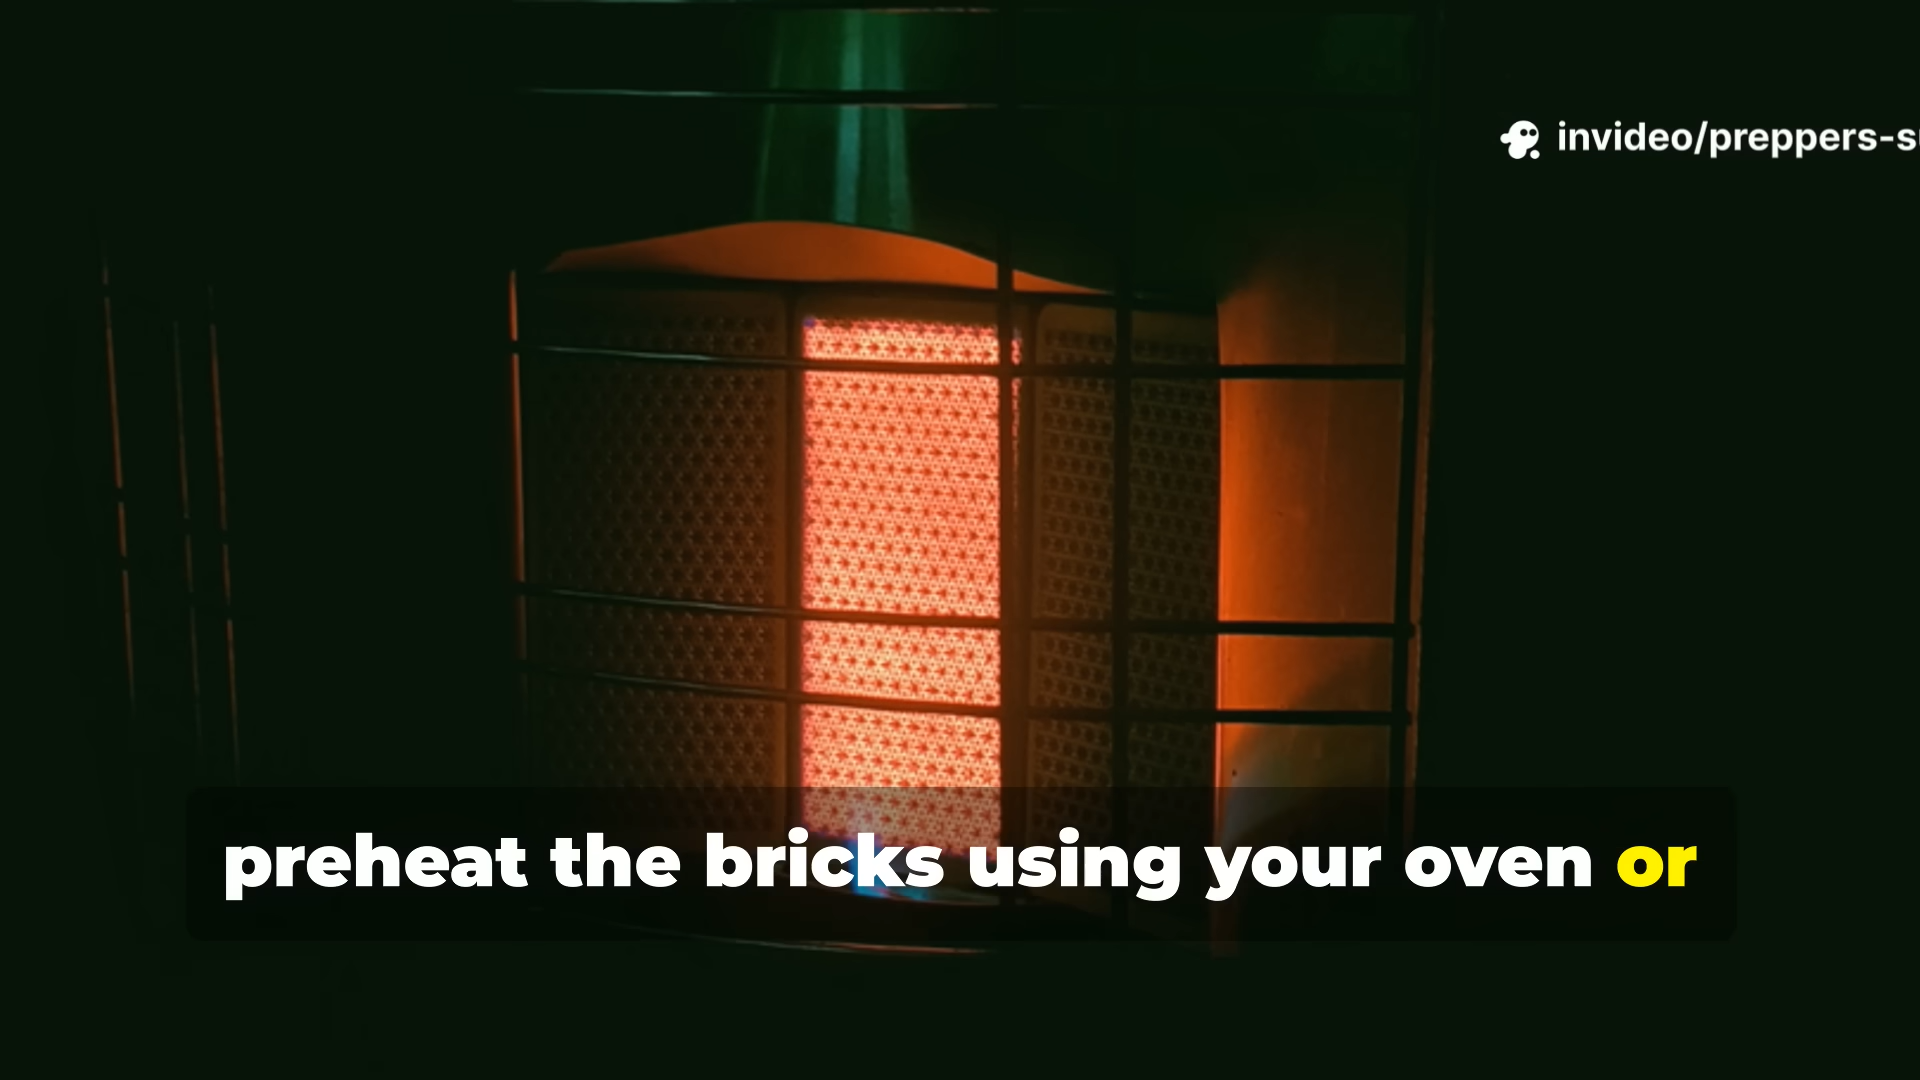 invideo/preppers-s
preheat the bricks using your oven or